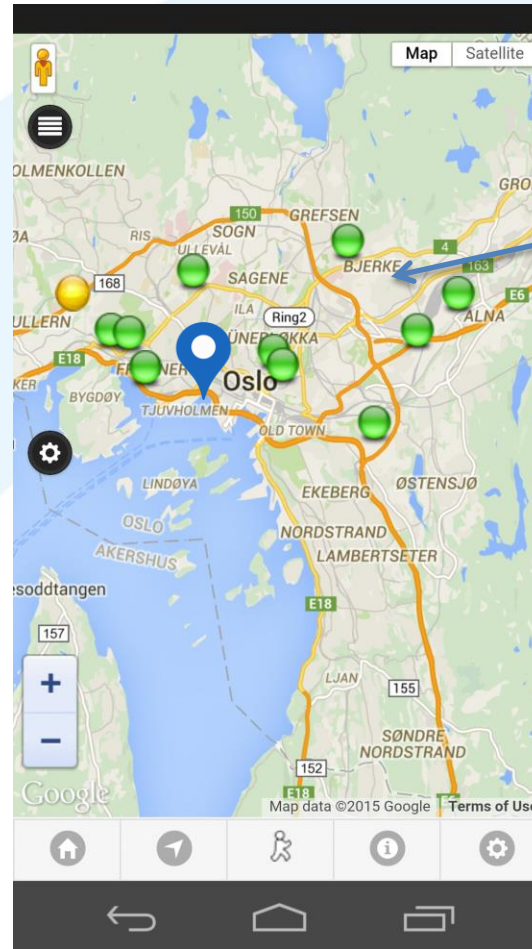 Map Satellite
OLMENKOLLEN
GRO
150 GREFSEN
RIS SOGN
ULLEVÅL
4
BJERKE
163
168
SAGENE
E6
ILA
Ring2
ULLERN
ALNA
E18
Oslo
BYGDØY
TJUVHOLMEN
OLD TOWN
LINDØYA
EKEBERG
ØSTENSJØ
OSLO
NORDSTRAND
AKERSHUS
LAMBERTSETER
esoddtangen
E18
157
+
LJAN
155
−
SØNDRE
NORDSTRAND
152
Google
E18
E6
Map data ©2015 Google Terms of Use